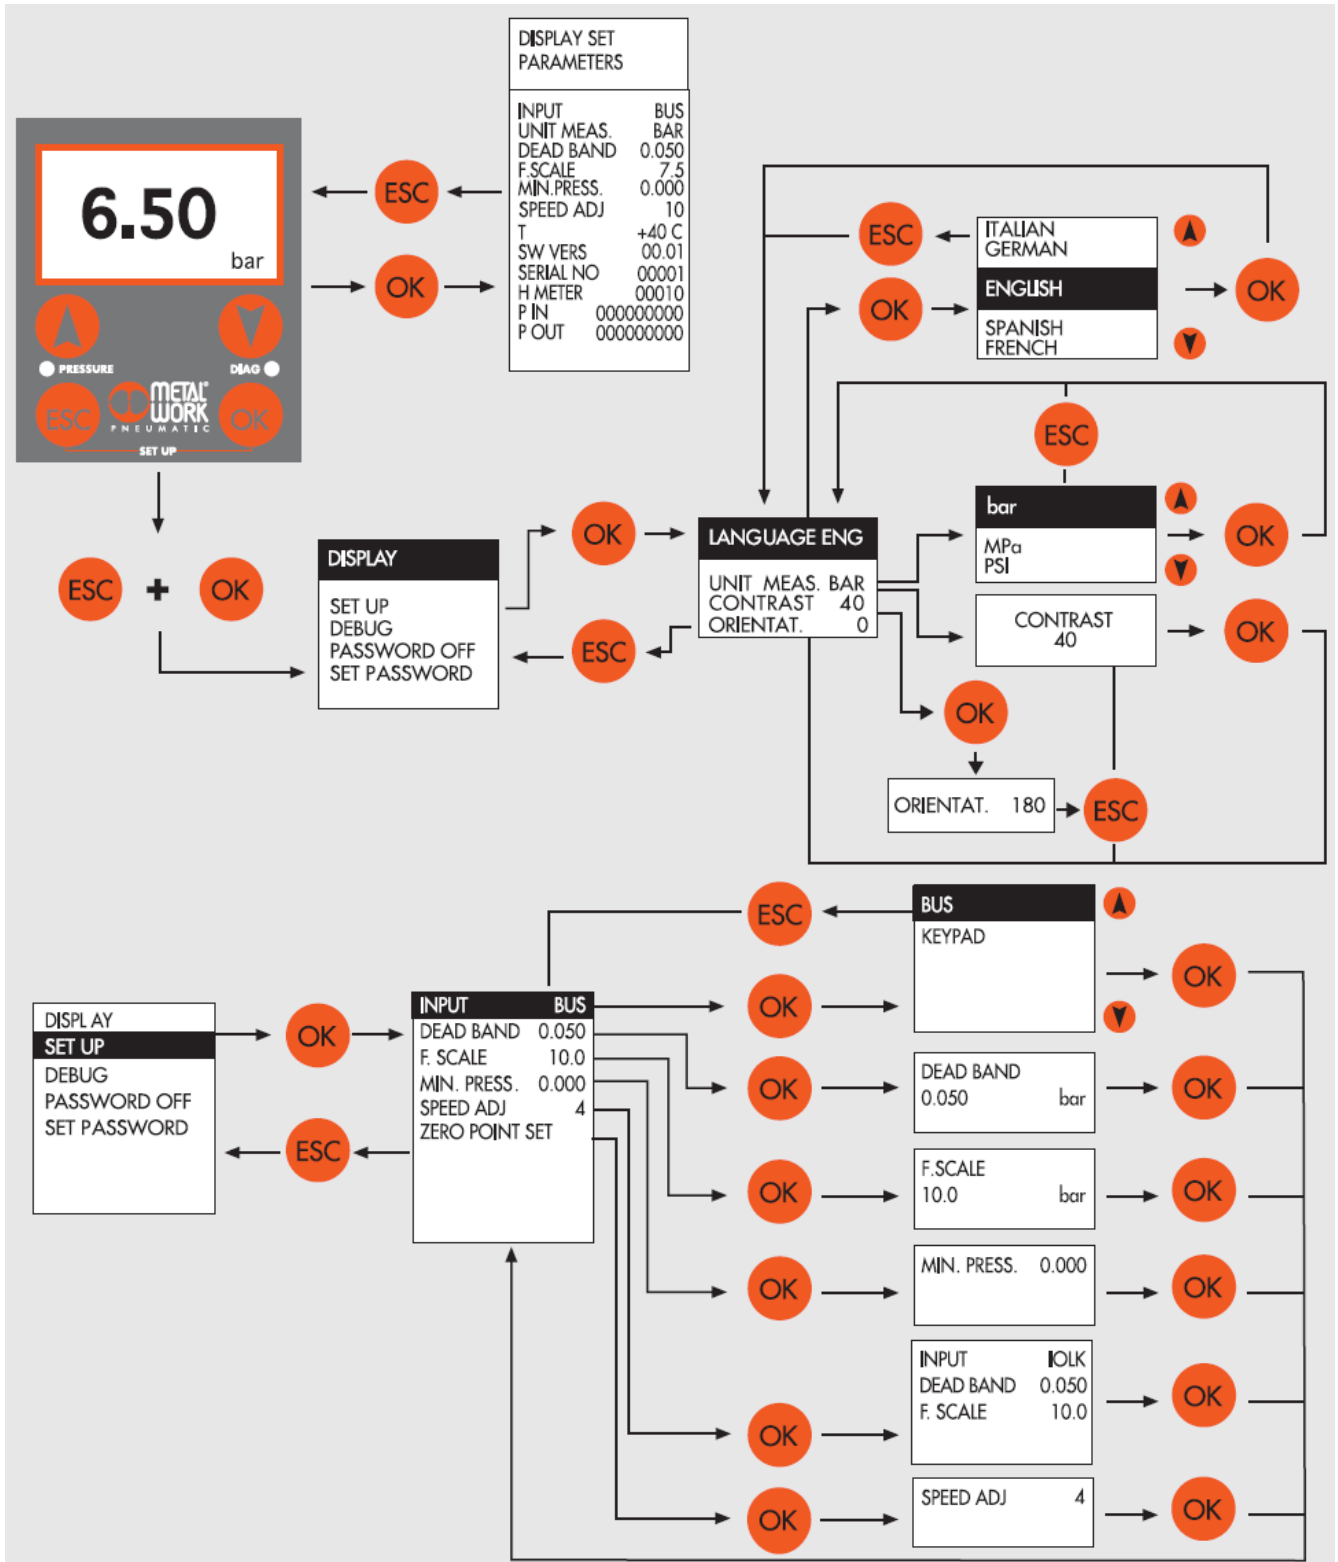 DISPLAY SET
PARAMETERS
INPUT BUS
UNIT MEAS. BAR
DEAD BAND 0.050
F.SCALE 7.5
MIN.PRESS. 0.000
SPEED ADJ 10
T +40 C
SW VERS 00.01
SERIAL NO 00001
H METER 00010
P IN 000000000
P OUT 000000000
6.50
bar
PRESSURE
DIAG
ESC
METAL
WORK
PNEUMATIC
OK
SET UP
ESC
OK
ESC
ITALIAN
GERMAN
ENGLISH
SPANISH
FRENCH
OK
OK
ESC
bar
MPa
PSI
OK
ESC
+
OK
DISPLAY
SET UP
DEBUG
PASSWORD OFF
SET PASSWORD
OK
ESC
LANGUAGE ENG
UNIT MEAS. BAR
CONTRAST 40
ORIENTAT. 0
CONTRAST
40
OK
OK
ORIENTAT. 180
ESC
ESC
BUS
KEYPAD
OK
OK
DISPL AY
SET UP
DEBUG
PASSWORD OFF
SET PASSWORD
OK
ESC
INPUT BUS
DEAD BAND 0.050
F. SCALE 10.0
MIN. PRESS. 0.000
SPEED ADJ 4
ZERO POINT SET
OK
DEAD BAND
0.050 bar
OK
OK
F.SCALE
10.0 bar
OK
OK
MIN. PRESS. 0.000
OK
OK
INPUT IOLK
DEAD BAND 0.050
F. SCALE 10.0
OK
OK
SPEED ADJ 4
OK